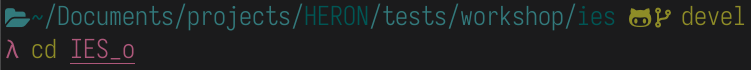 ~/Documents/projects/HERON/tests/workshop/ies devel
λ cd IES_o